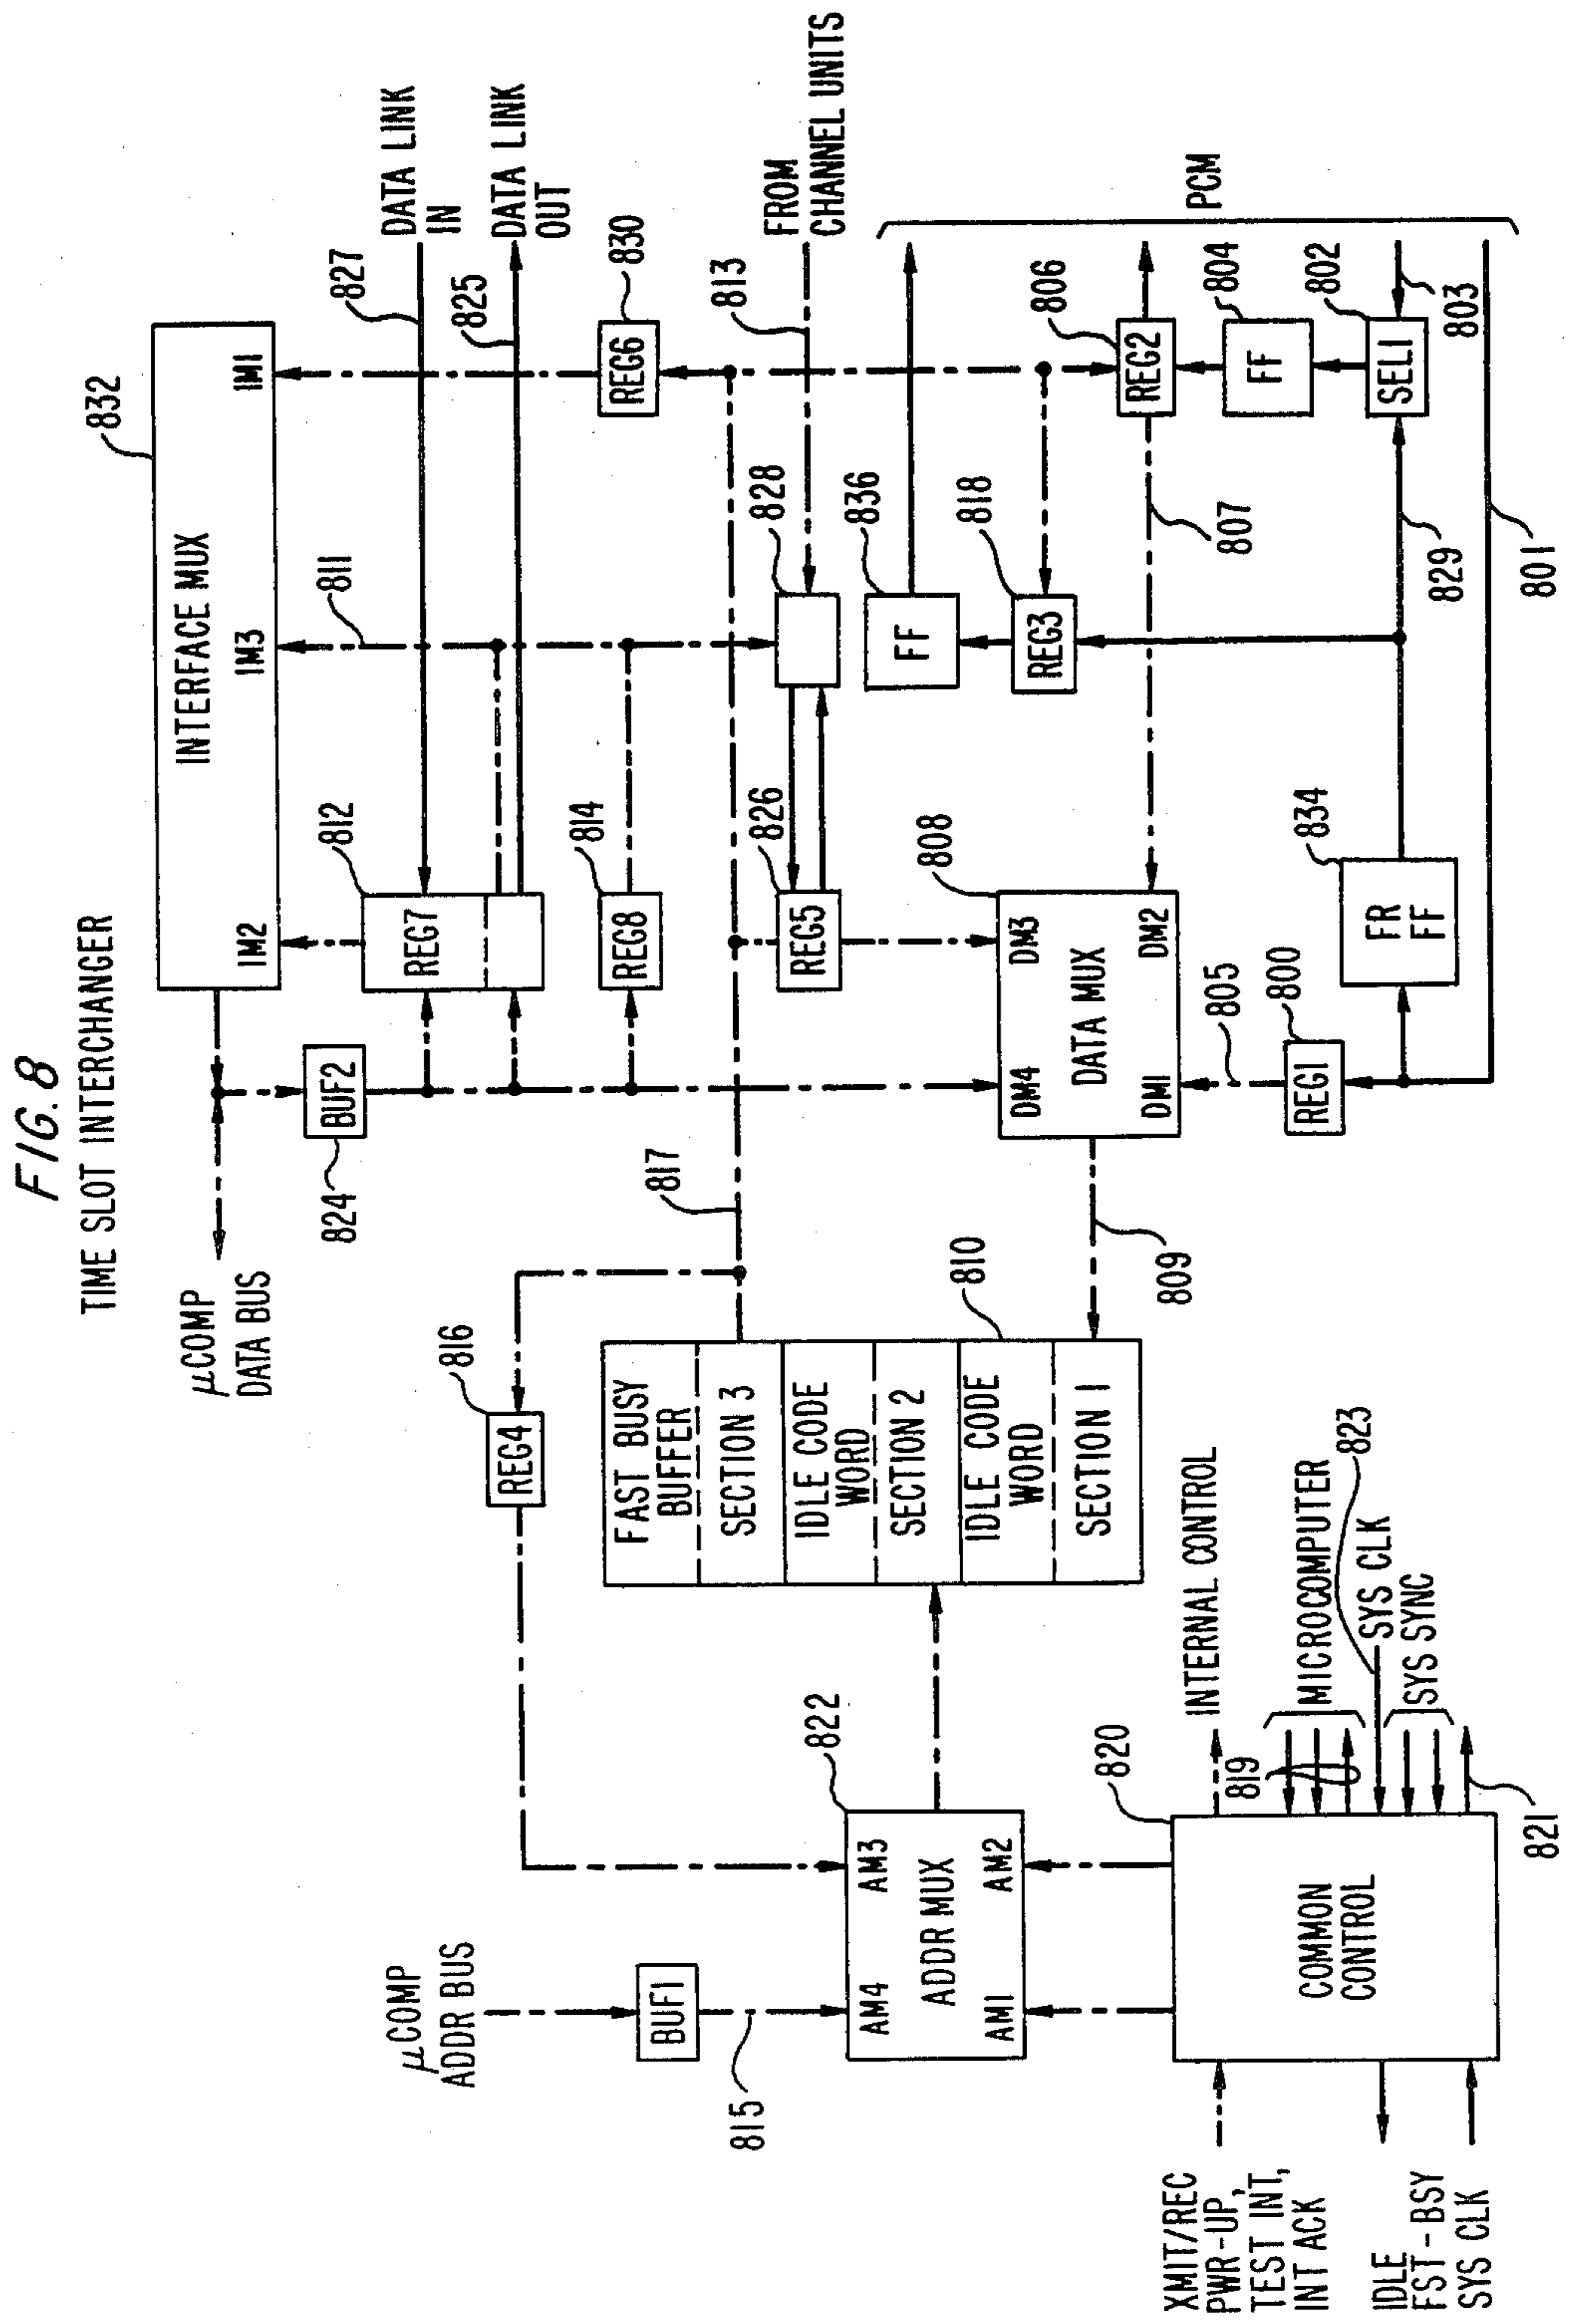 FIG. 8
TIME SLOT INTERCHANGER
μCOMP
DATA BUS
824
BUF2
832
INTERFACE MUX
IM2
IM3
IM1
812
REG7
811
827
DATA LINK
IN
825
DATA LINK
OUT
814
REG8
REG6
830
816
REG4
817
826
REG5
828
813
FROM
CHANNEL UNITS
μCOMP
ADDR BUS
BUF1
815
822
AM4
AM3
ADDR MUX
AM1
AM2
FAST BUSY
BUFFER
SECTION 3
IDLE CODE
WORD
SECTION 2
IDLE CODE
WORD
SECTION 1
810
809
808
DM4
DM3
DATA MUX
DM1
DM2
836
FF
818
REG3
807
806
REG2
804
FF
802
SEL1
803
PCM
805
800
REG1
834
FR
FF
829
801
820
COMMON
CONTROL
INTERNAL CONTROL
819
MICROCOMPUTER
823
SYS CLK
SYS SYNC
821
XMIT/REC
PWR-UP,
TEST INT,
INT ACK
IDLE
FST-BSY
SYS CLK